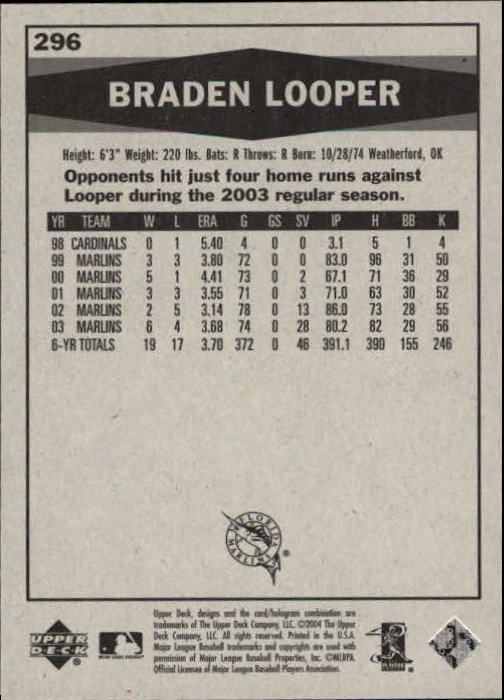 296
BRADEN LOOPER
Height: 6'3" Weight: 220 lbs. Bats: R Throws: R Born: 10/28/74 Weatherford, OK
Opponents hit just four home runs against
Looper during the 2003 regular season.
YR TEAM W L ERA G GS SV IP H BB K
98 CARDINALS 0 1 5.40 4 0 0 3.1 5 1 4
99 MARLINS 3 3 3.80 72 0 0 83.0 96 31 50
00 MARLINS 5 1 4.41 73 0 2 67.1 71 36 29
01 MARLINS 3 3 3.55 71 0 3 71.0 63 30 52
02 MARLINS 2 5 3.14 78 0 13 86.0 73 28 55
03 MARLINS 6 4 3.68 74 0 28 80.2 82 29 56
6-YR TOTALS 19 17 3.70 372 0 46 391.1 390 155 246
FLORIDA
MARLINS
®
Upper Deck, designs and the card/hologram combination are
trademarks of The Upper Deck Company, LLC. ©2004 The Upper
Deck Company, LLC. All rights reserved. Printed in the U.S.A.
Major League Baseball trademarks and copyrights are used with
permission of Major League Baseball Properties, Inc. ©MLBPA
Official Licensee of Major League Baseball Players Association.
UPPER
DECK
®
PLAYERS